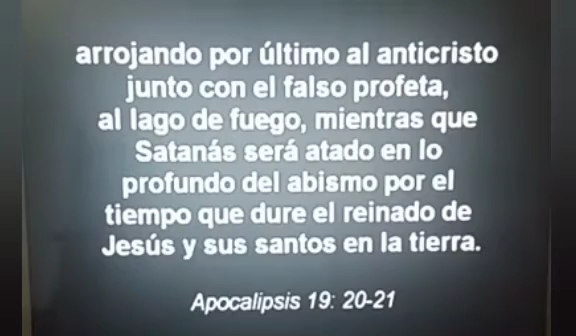 arrojando por último al anticristo
junto con el falso profeta,
al lago de fuego, mientras que
Satanás será atado en lo
profundo del abismo por el
tiempo que dure el reinado de
Jesús y sus santos en la tierra.
Apocalipsis 19: 20-21